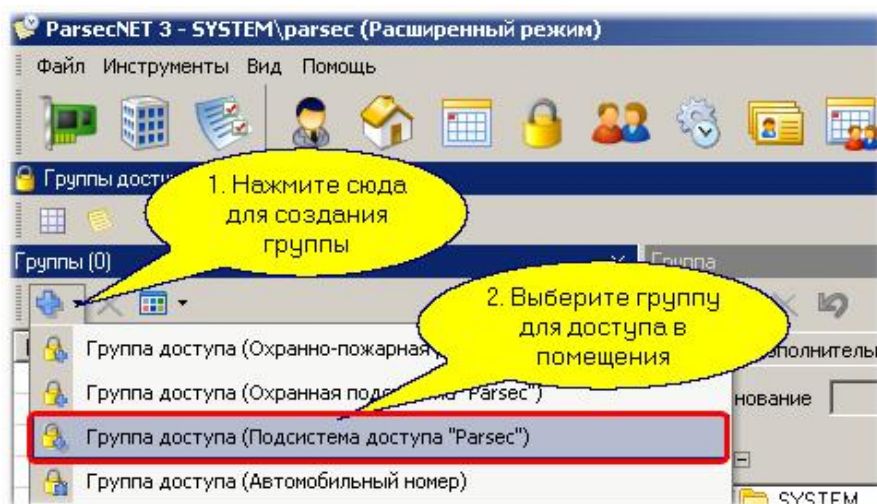 ParsecNET 3 - SYSTEM\parsec (Расширенный режим)
Файл Инструменты Вид Помощь
Группы
1. Нажмите сюда
для создания
группы
Группы (0)
Группа
2. Выберите группу
для доступа в
помещения
Группа доступа (Охранно-пожарная
Группа доступа (Охранная "Parsec")
нование
Группа доступа (Подсистема доступа "Parsec")
Группа доступа (Автомобильный номер)
SYSTEM